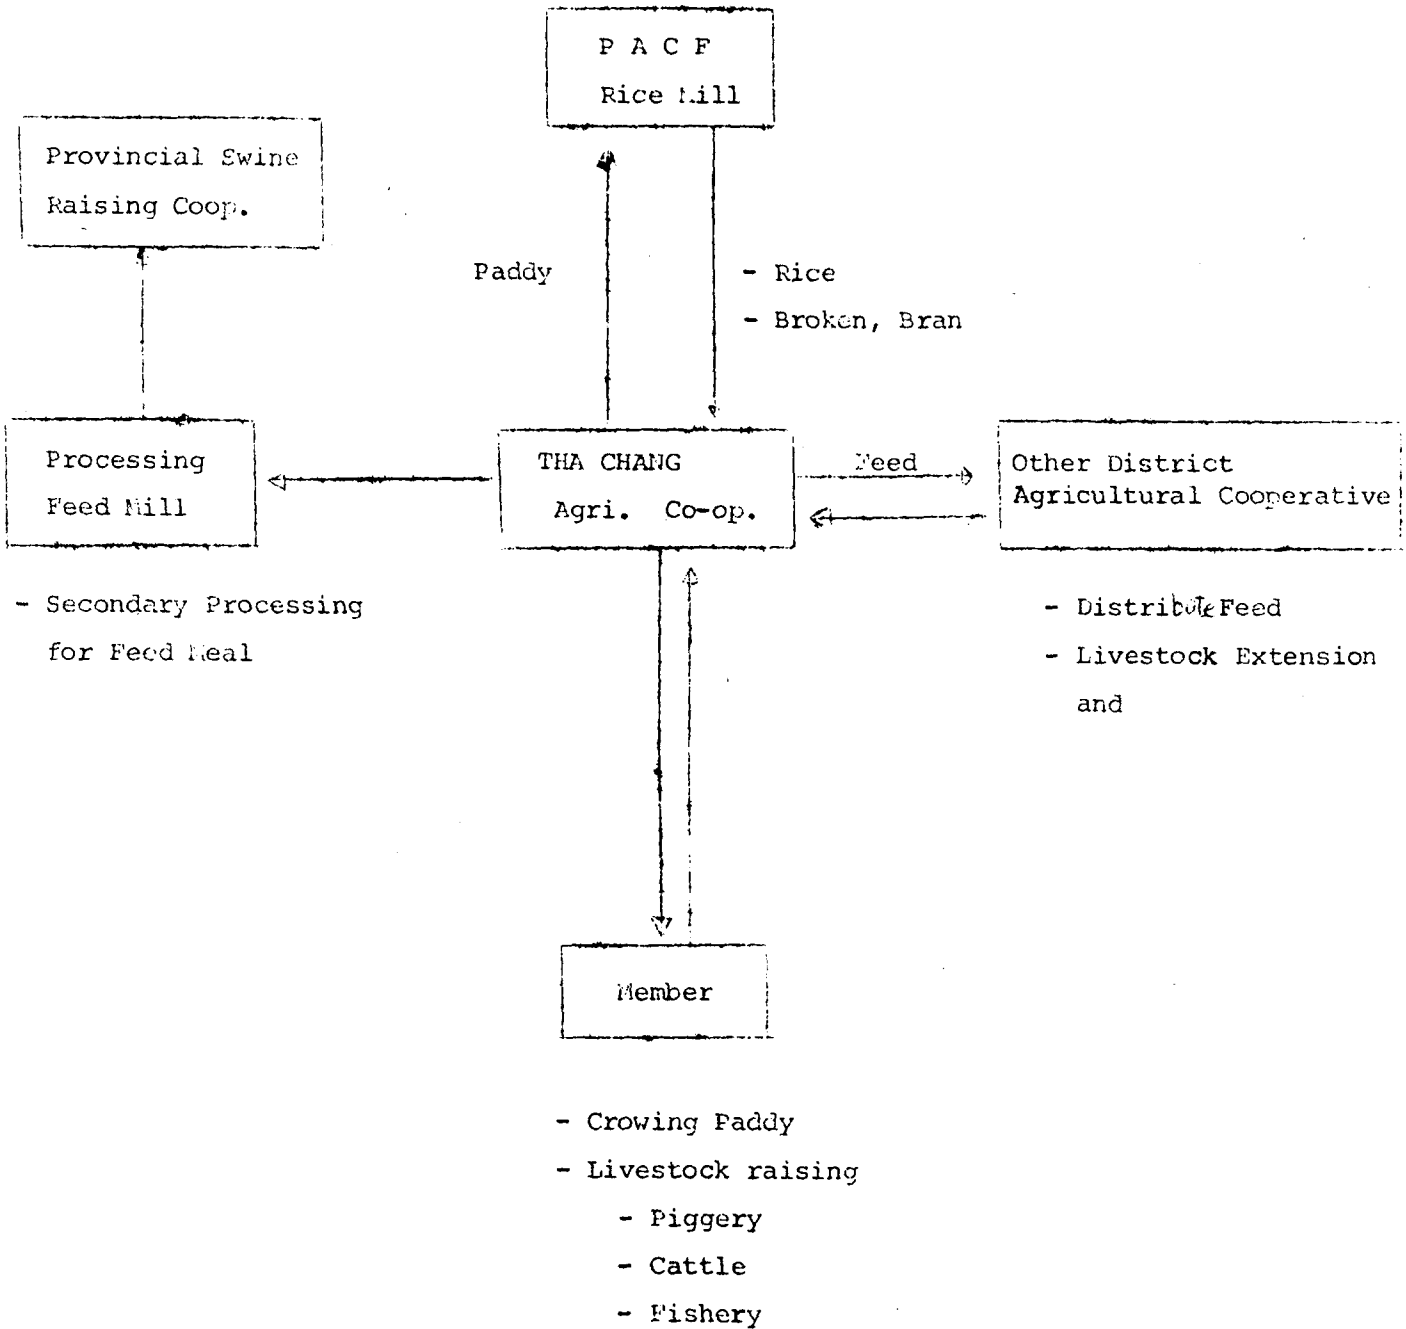 P A C F
Rice Mill
Provincial Swine
Raising Coop.
Paddy
- Rice
- Broken, Bran
Processing
Feed Mill
THA CHANG
Agri. Co-op.
Feed
Other District
Agricultural Cooperative
- Secondary Processing
for Feed Meal
- Distribute Feed
- Livestock Extension
and
Member
- Crowing Paddy
- Livestock raising
- Piggery
- Cattle
- Fishery